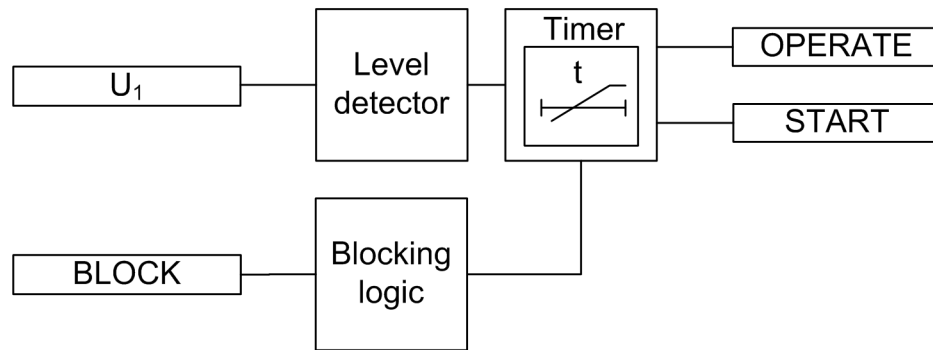 Timer
OPERATE
Level
detector
t
U₁
START
Blocking
logic
BLOCK